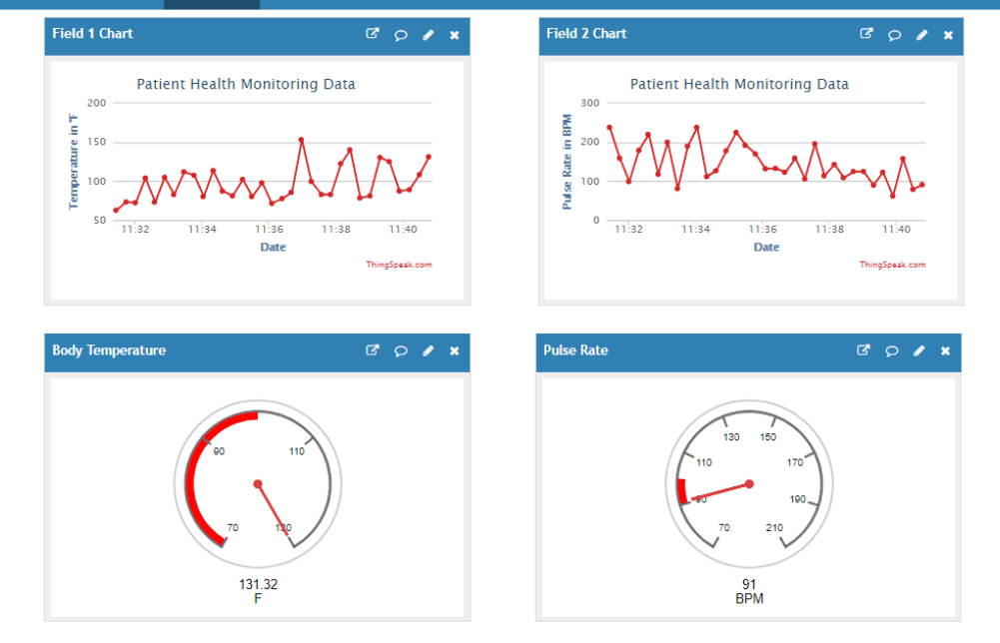 Field 1 Chart
Patient Health Monitoring Data
Temperature in °F
200
150
100
50
11:32 11:34 11:36 11:38 11:40
Date
ThingSpeak.com
Field 2 Chart
Patient Health Monitoring Data
Pulse Rate in BPM
300
200
100
0
11:32 11:34 11:36 11:38 11:40
Date
ThingSpeak.com
Body Temperature
90 110
70 130
131.32
F
Pulse Rate
130 150
110 170
90 190
70 210
91
BPM